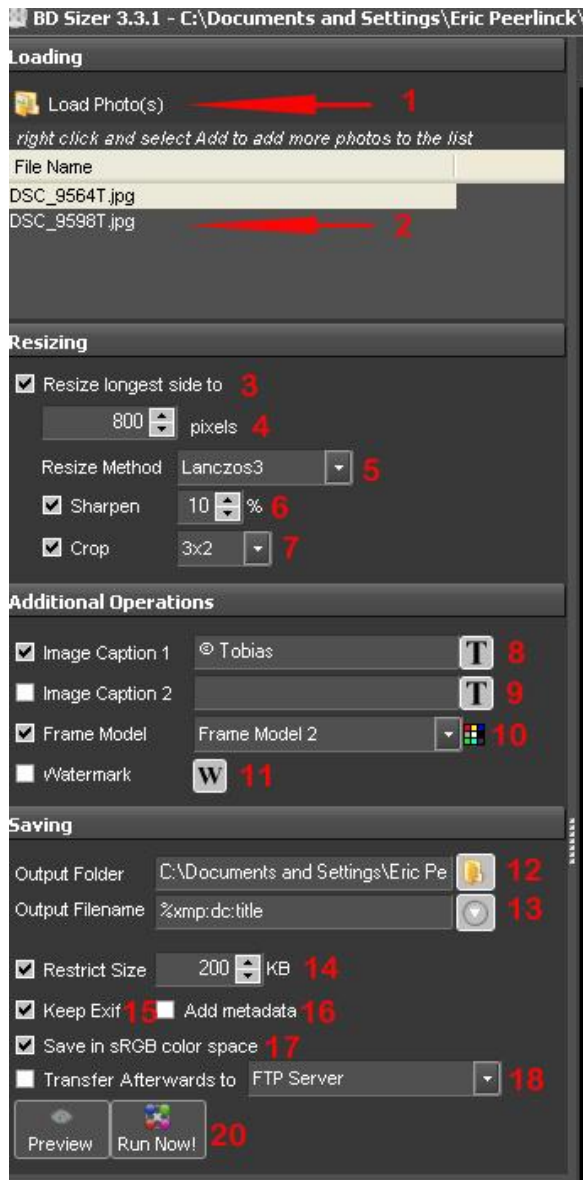 BD Sizer 3.3.1 - C:\Documents and Settings\Eric Peerlinck\
Loading
Load Photo(s) 1
right click and select Add to add more photos to the list
File Name
DSC_9564T.jpg
DSC_9598T.jpg 2
Resizing
Resize longest side to 3
800 pixels 4
Resize Method Lanczos3 5
Sharpen 10 % 6
Crop 3x2 7
Additional Operations
Image Caption 1 © Tobias T 8
Image Caption 2 T 9
Frame Model Frame Model 2 10
Watermark W 11
Saving
Output Folder C:\Documents and Settings\Eric Pe 12
Output Filename %xmp:dc:title 13
Restrict Size 200 KB 14
Keep Exif 15 Add metadata 16
Save in sRGB color space 17
Transfer Afterwards to FTP Server 18
Preview Run Now! 20